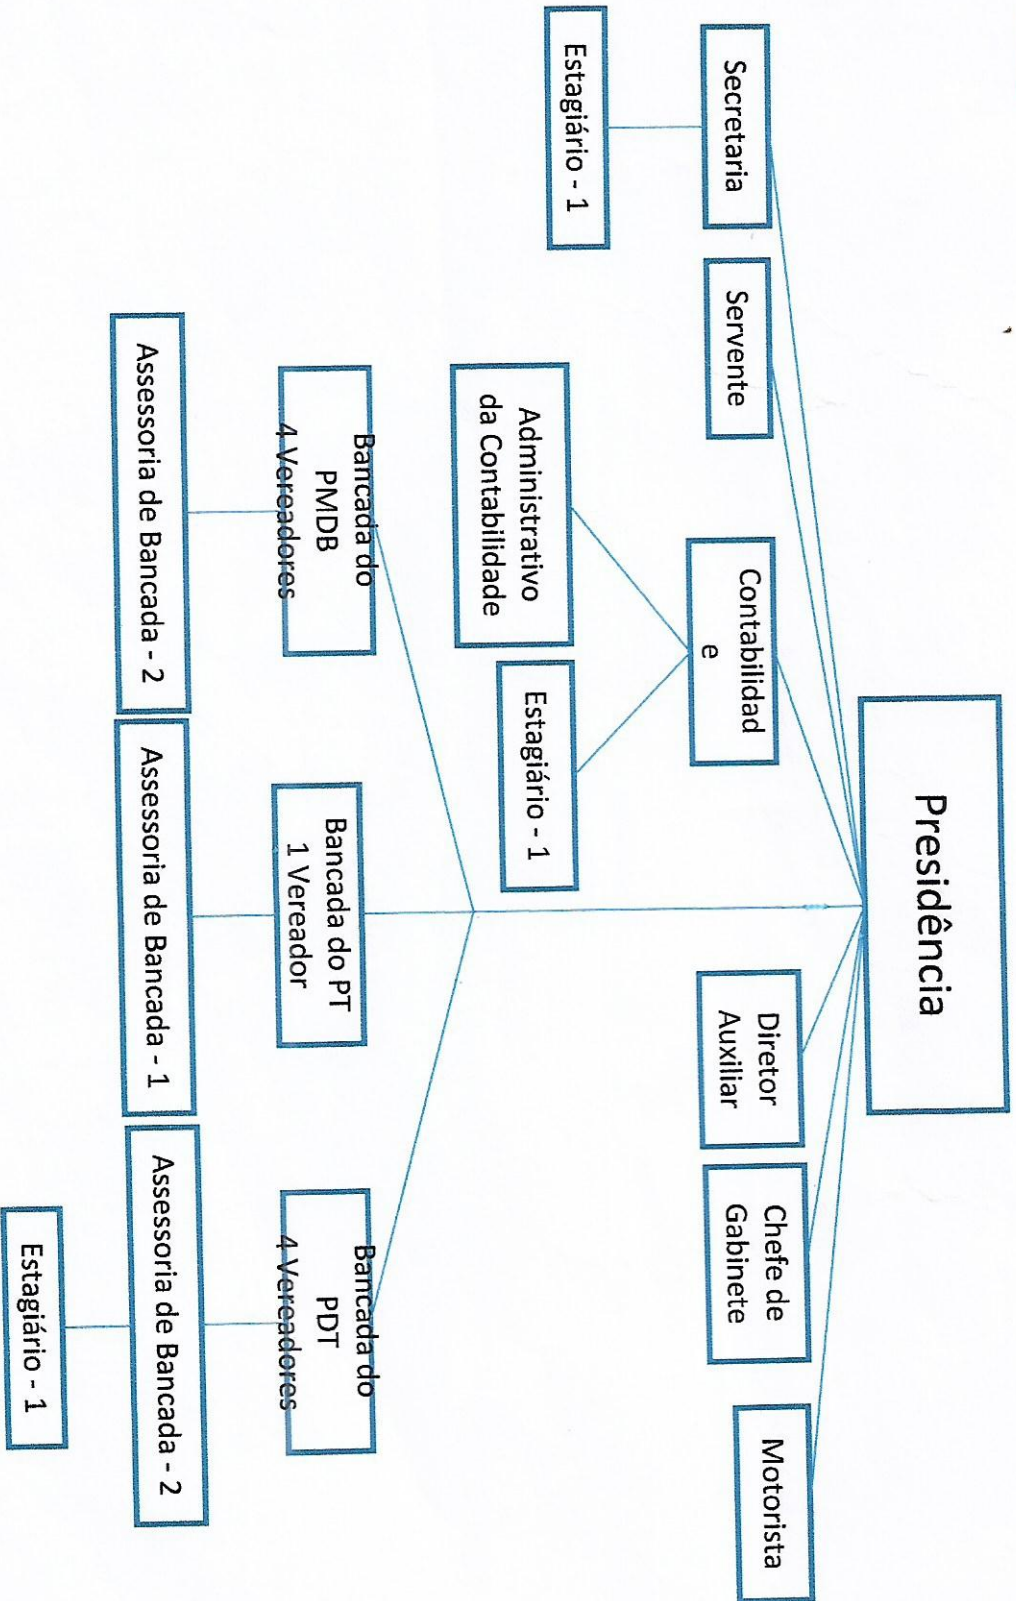 Presidência
Secretaria
Servente
Contabilidad
e
Diretor
Auxiliar
Chefe de
Gabinete
Motorista
Estagiário - 1
Administrativo
da Contabilidade
Estagiário - 1
Bancada do
PMDB
4 Vereadores
Bancada do PT
1 Vereador
Bancada do
PDT
4 Vereadores
Assessoria de Bancada - 2
Assessoria de Bancada - 1
Assessoria de Bancada - 2
Estagiário - 1